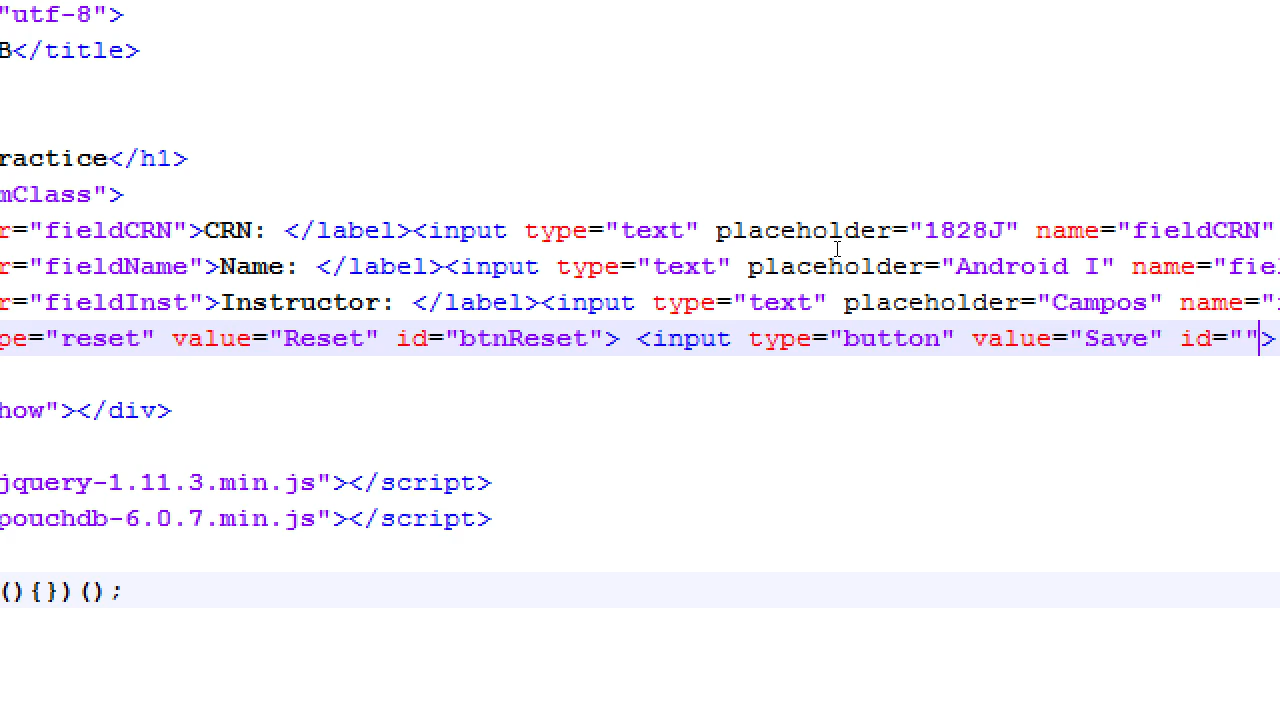 "utf-8">
B</title>
ractice</h1>
mClass">
r="fieldCRN">CRN: </label><input type="text" placeholder="1828J" name="fieldCRN"
r="fieldName">Name: </label><input type="text" placeholder="Android I" name="fiel
r="fieldInst">Instructor: </label><input type="text" placeholder="Campos" name="
pe="reset" value="Reset" id="btnReset"> <input type="button" value="Save" id="">
how"></div>
jquery-1.11.3.min.js"></script>
pouchdb-6.0.7.min.js"></script>
(){})();